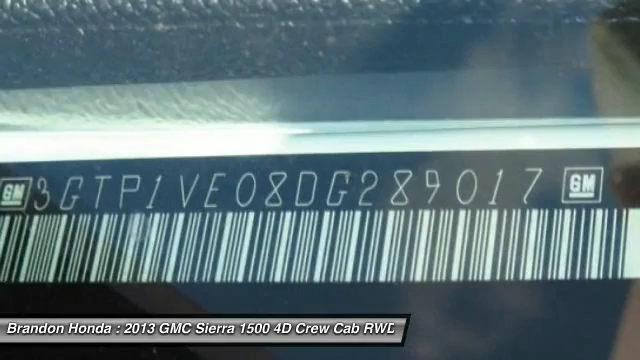 GM 3GTP1VE08DG289017 GM
Brandon Honda : 2013 GMC Sierra 1500 4D Crew Cab RWD